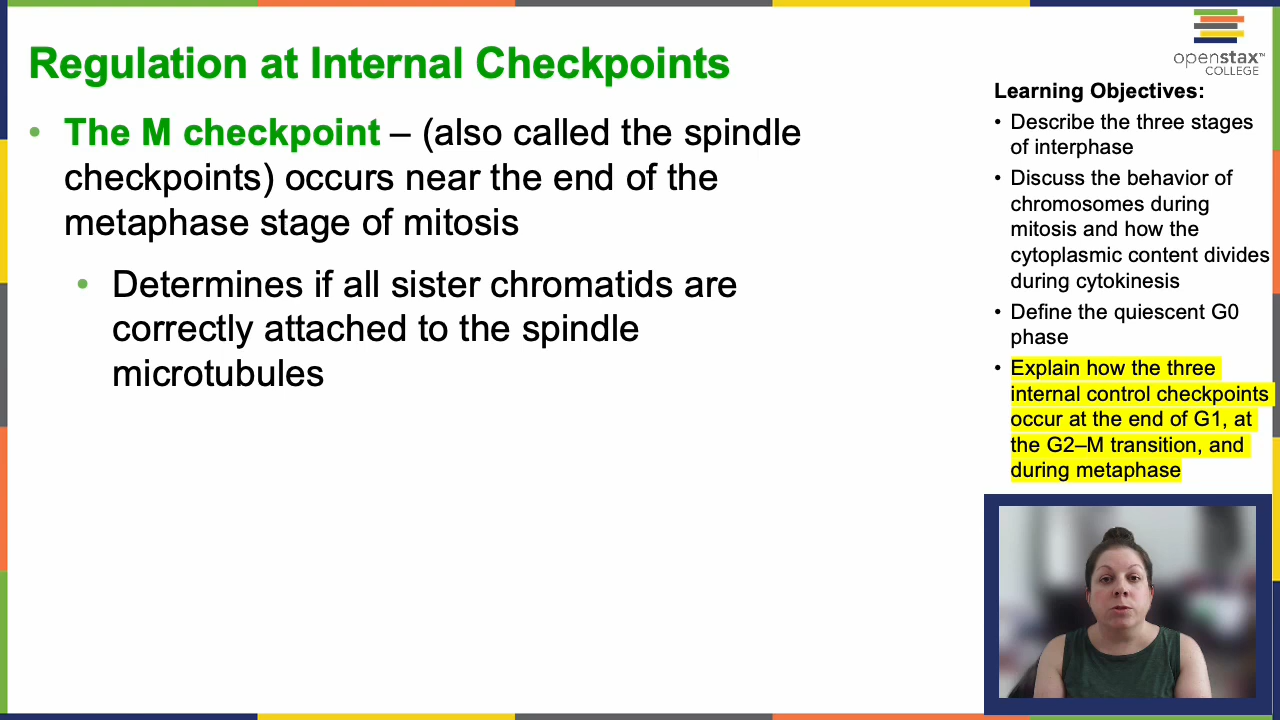 Regulation at Internal Checkpoints
• The M checkpoint – (also called the spindle
checkpoints) occurs near the end of the
metaphase stage of mitosis
• Determines if all sister chromatids are
correctly attached to the spindle
microtubules
openstax™
COLLEGE
Learning Objectives:
• Describe the three stages
of interphase
• Discuss the behavior of
chromosomes during
mitosis and how the
cytoplasmic content divides
during cytokinesis
• Define the quiescent G0
phase
• Explain how the three
internal control checkpoints
occur at the end of G1, at
the G2–M transition, and
during metaphase